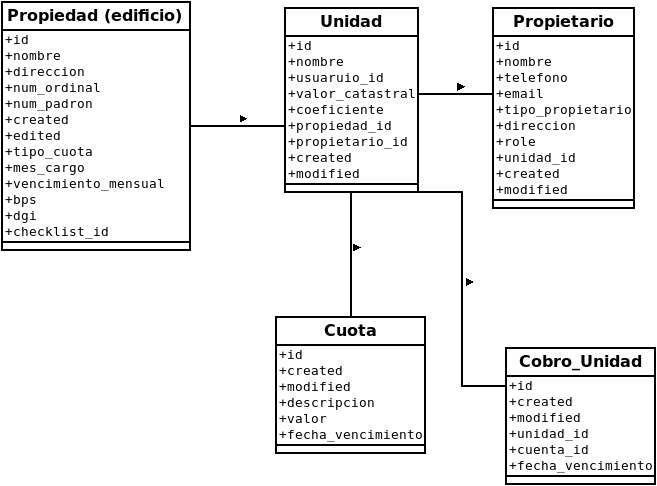 Propiedad (edificio)
+id
+nombre
+direccion
+num_ordinal
+num_padron
+created
+edited
+tipo_cuota
+mes_cargo
+vencimiento_mensual
+bps
+dgi
+checklist_id
Unidad
+id
+nombre
+usuaruio_id
+valor_catastral
+coeficiente
+propiedad_id
+propietario_id
+created
+modified
Propietario
+id
+nombre
+telefono
+email
+tipo_propietario
+direccion
+role
+unidad_id
+created
+modified
Cuota
+id
+created
+modified
+descripcion
+valor
+fecha_vencimiento
Cobro_Unidad
+id
+created
+modified
+unidad_id
+cuenta_id
+fecha_vencimiento